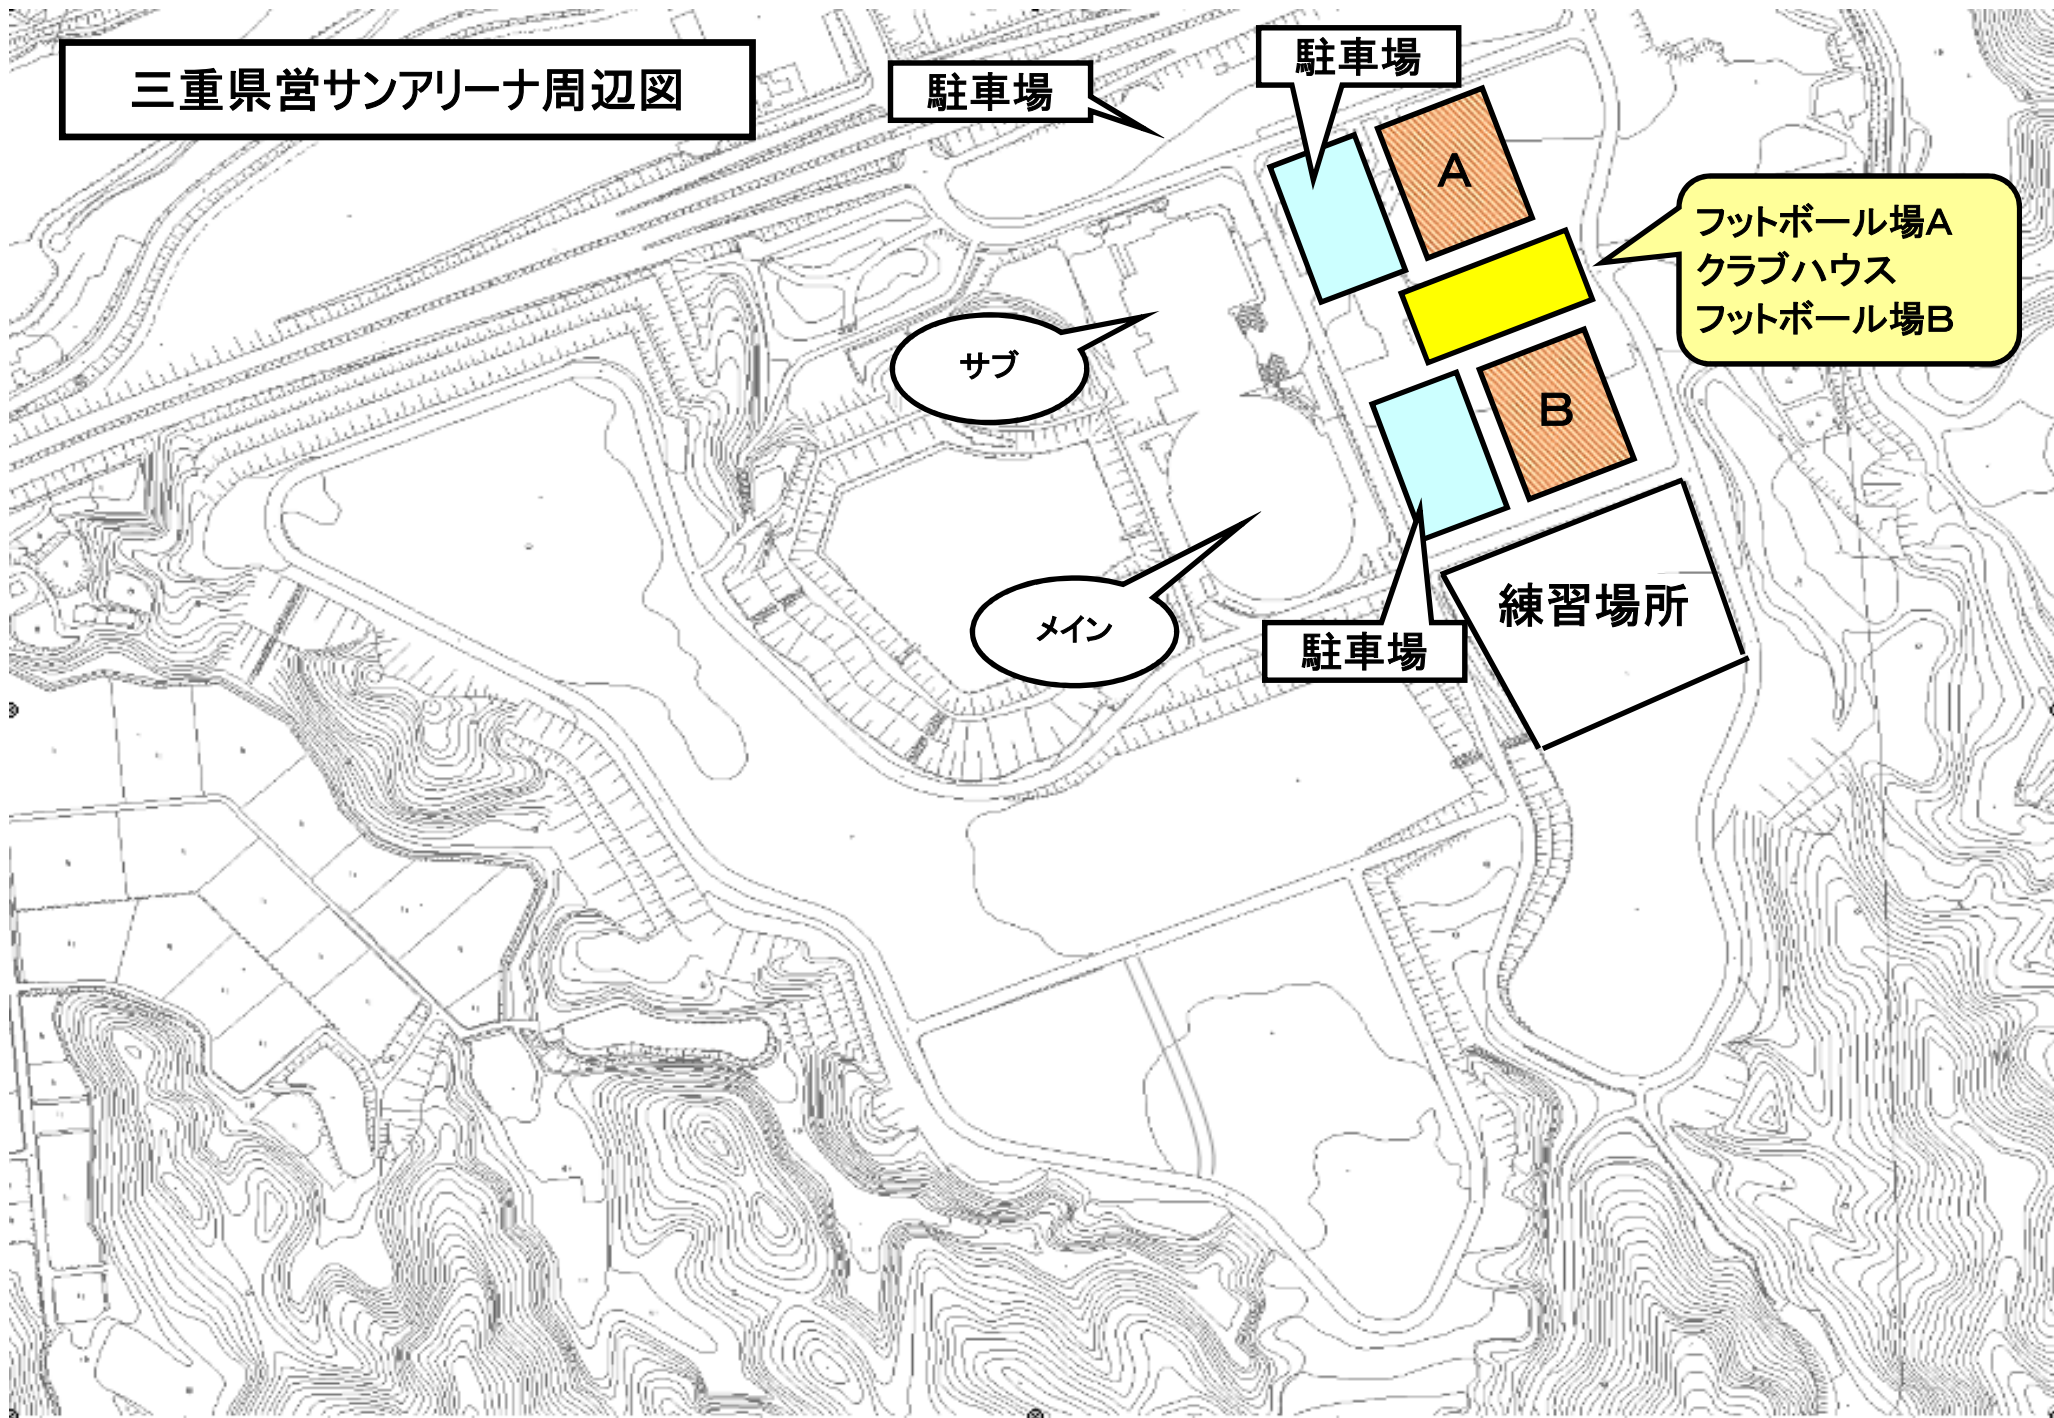 三重県営サンアリーナ周辺図
駐車場
駐車場
A
フットボール場A
クラブハウス
フットボール場B
サブ
B
メイン
練習場所
駐車場